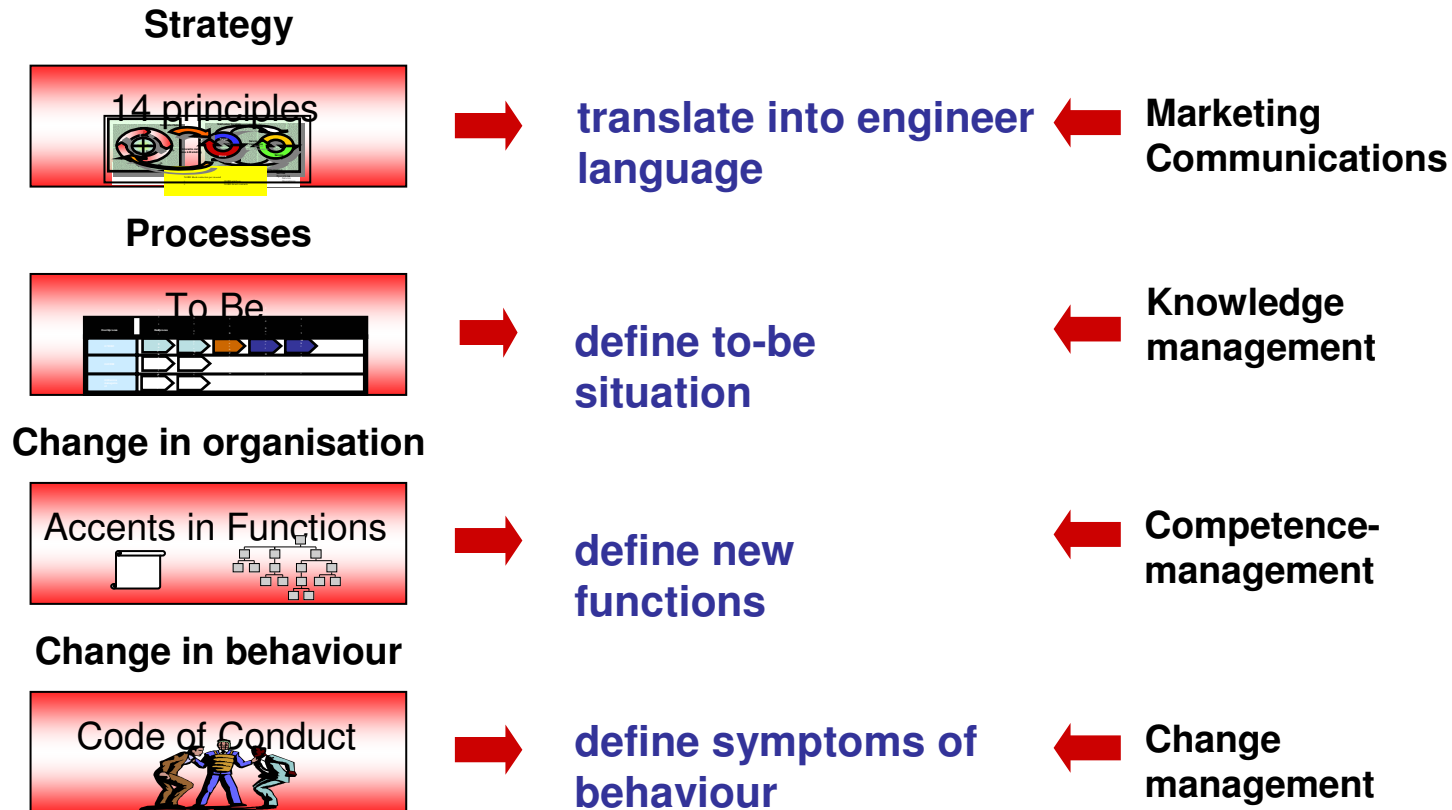 Strategy
14 principles
translate into engineer
language
Marketing
Communications
Processes
To Be
define to-be
situation
Knowledge
management
Change in organisation
Accents in Functions
define new
functions
Competence-
management
Change in behaviour
Code of Conduct
define symptoms of
behaviour
Change
management